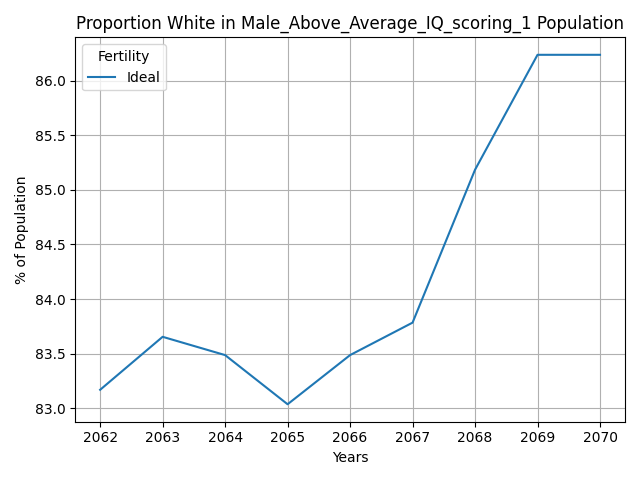 Proportion White in Male_Above_Average_IQ_scoring_1 Population
Fertility
Ideal
% of Population
86.0
85.5
85.0
84.5
84.0
83.5
83.0
2062 2063 2064 2065 2066 2067 2068 2069 2070
Years